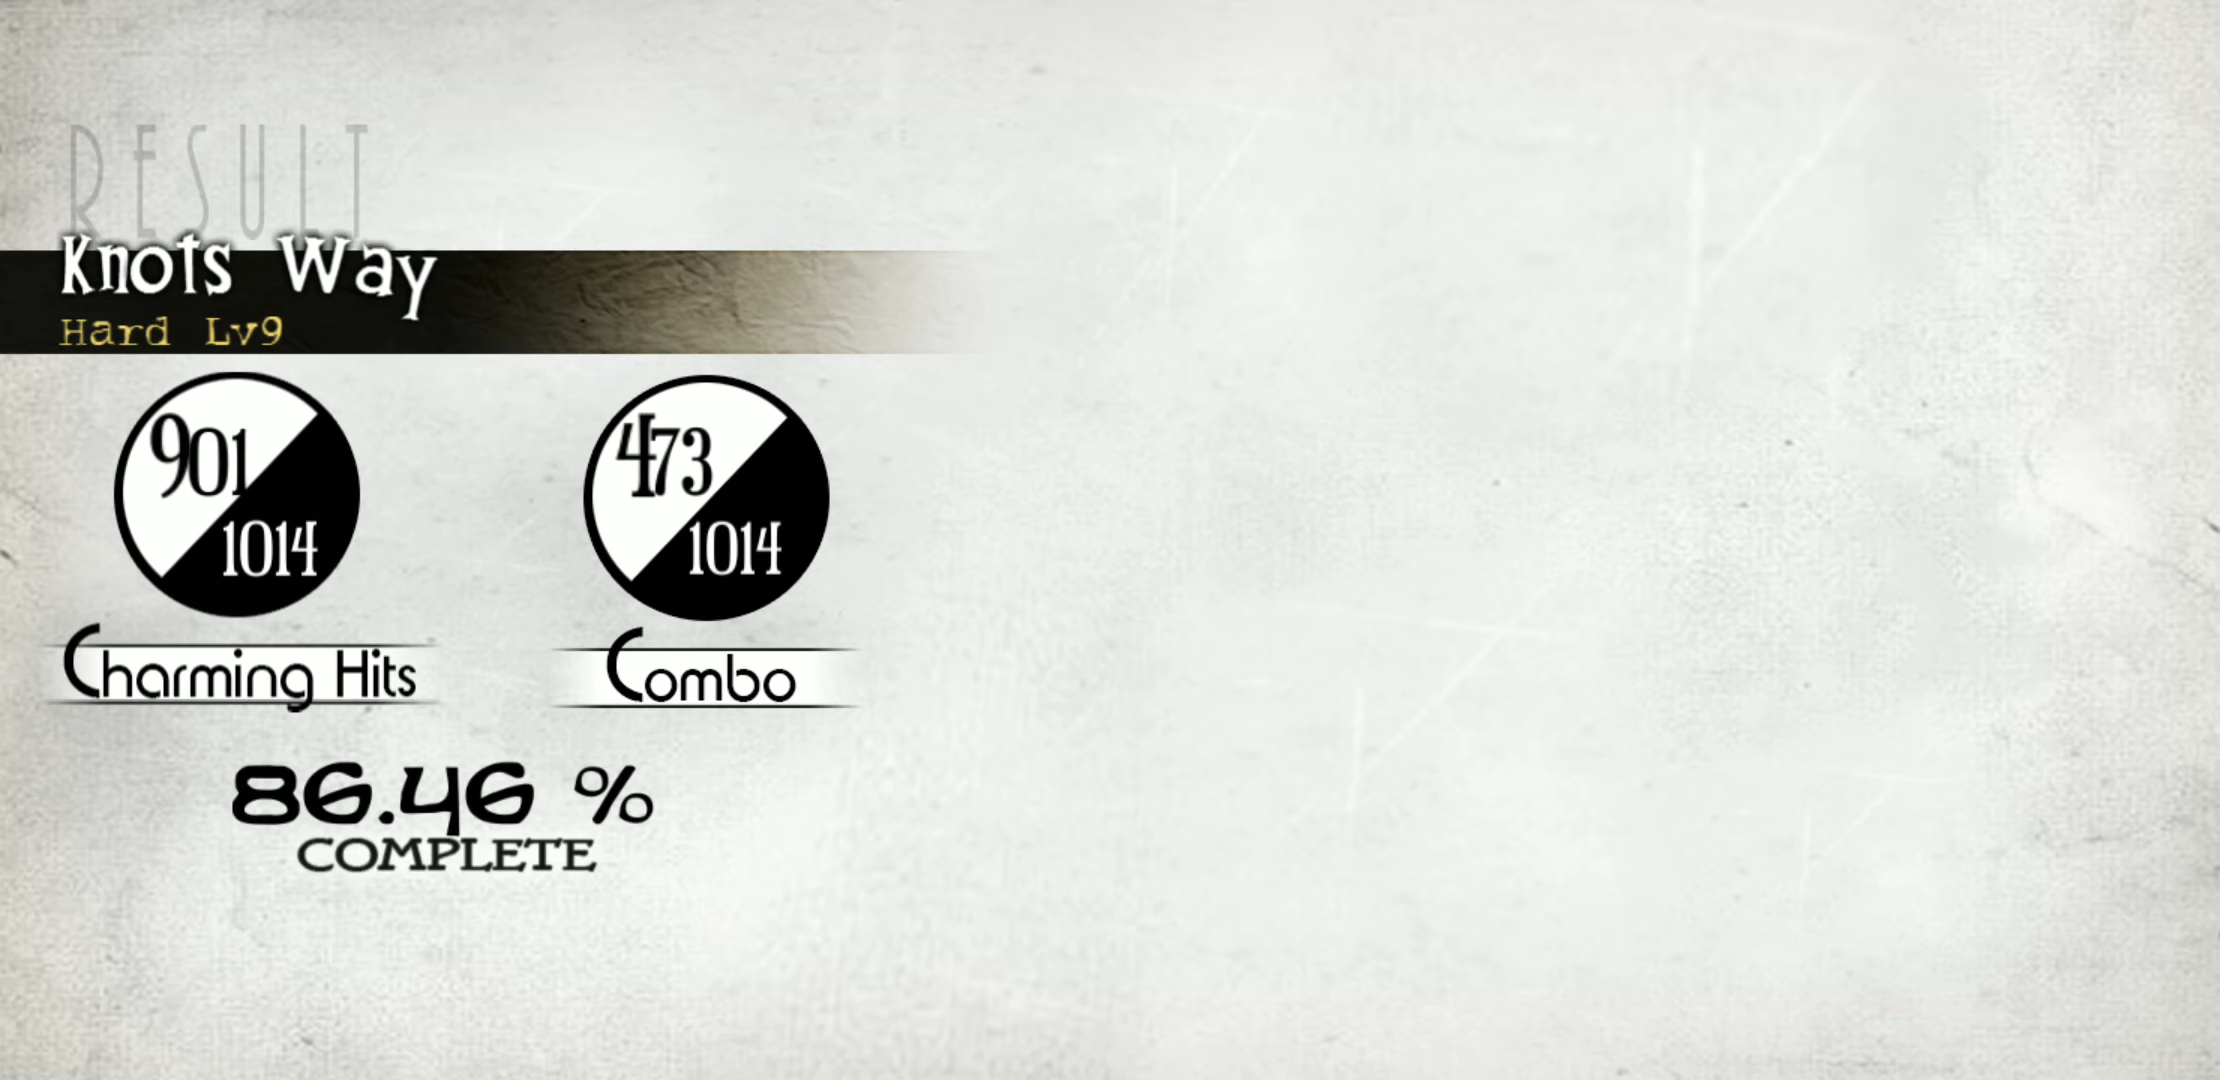 RESULT
Knots Way
Hard Lv9
901
1014
473
1014
Charming Hits
Combo
86.46 %
COMPLETE